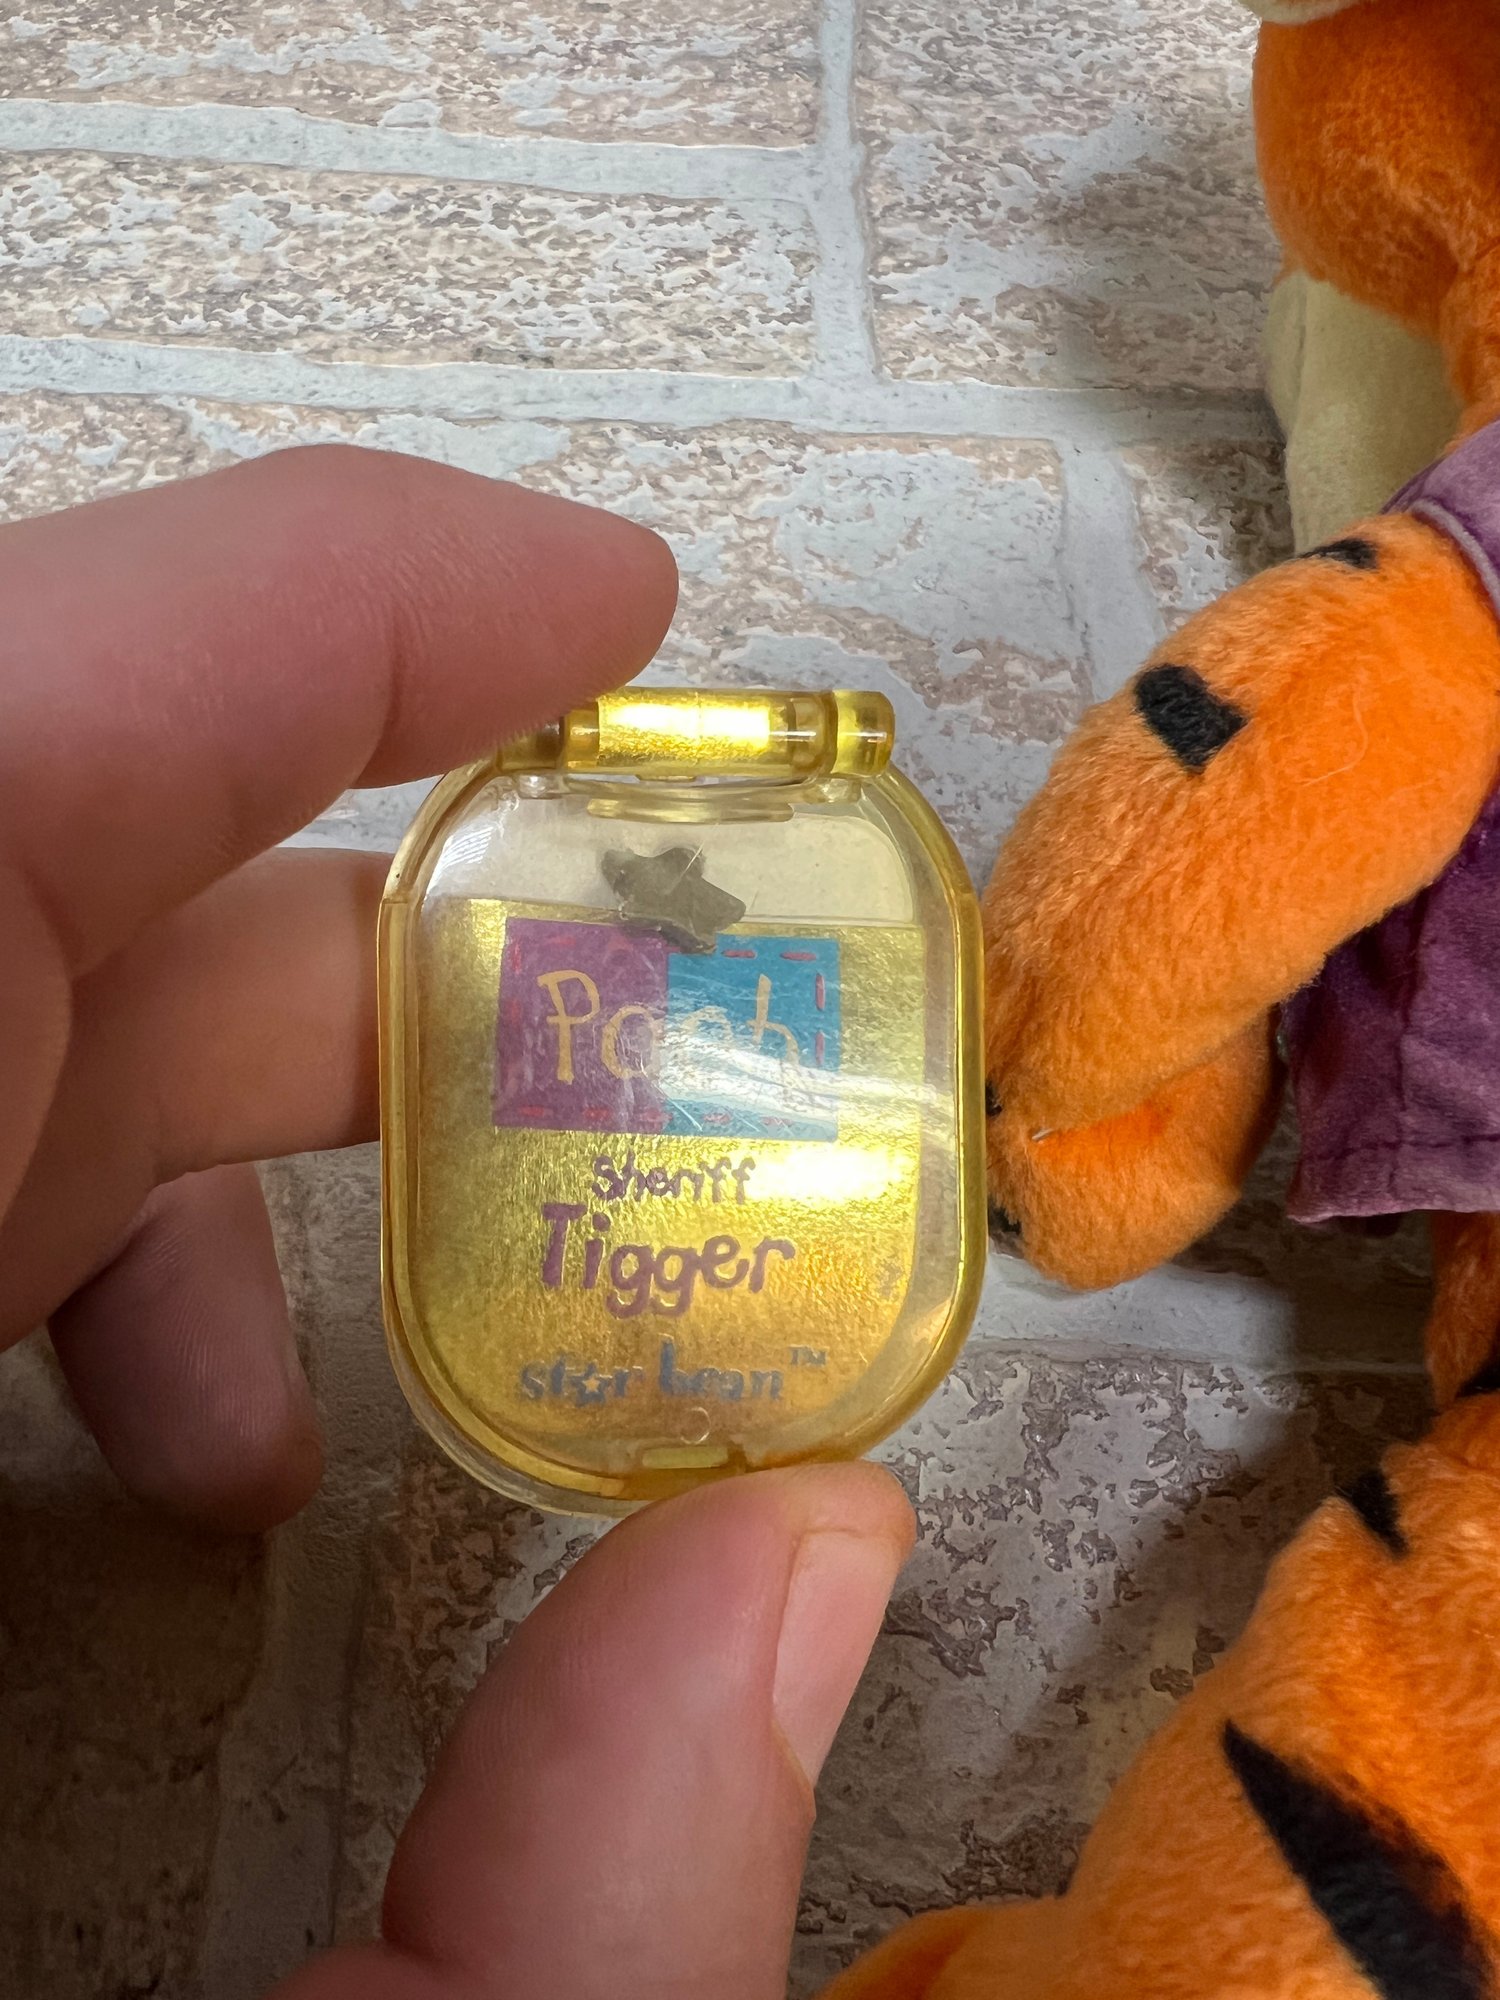 Pooh
Sheriff
Tigger
star bean™